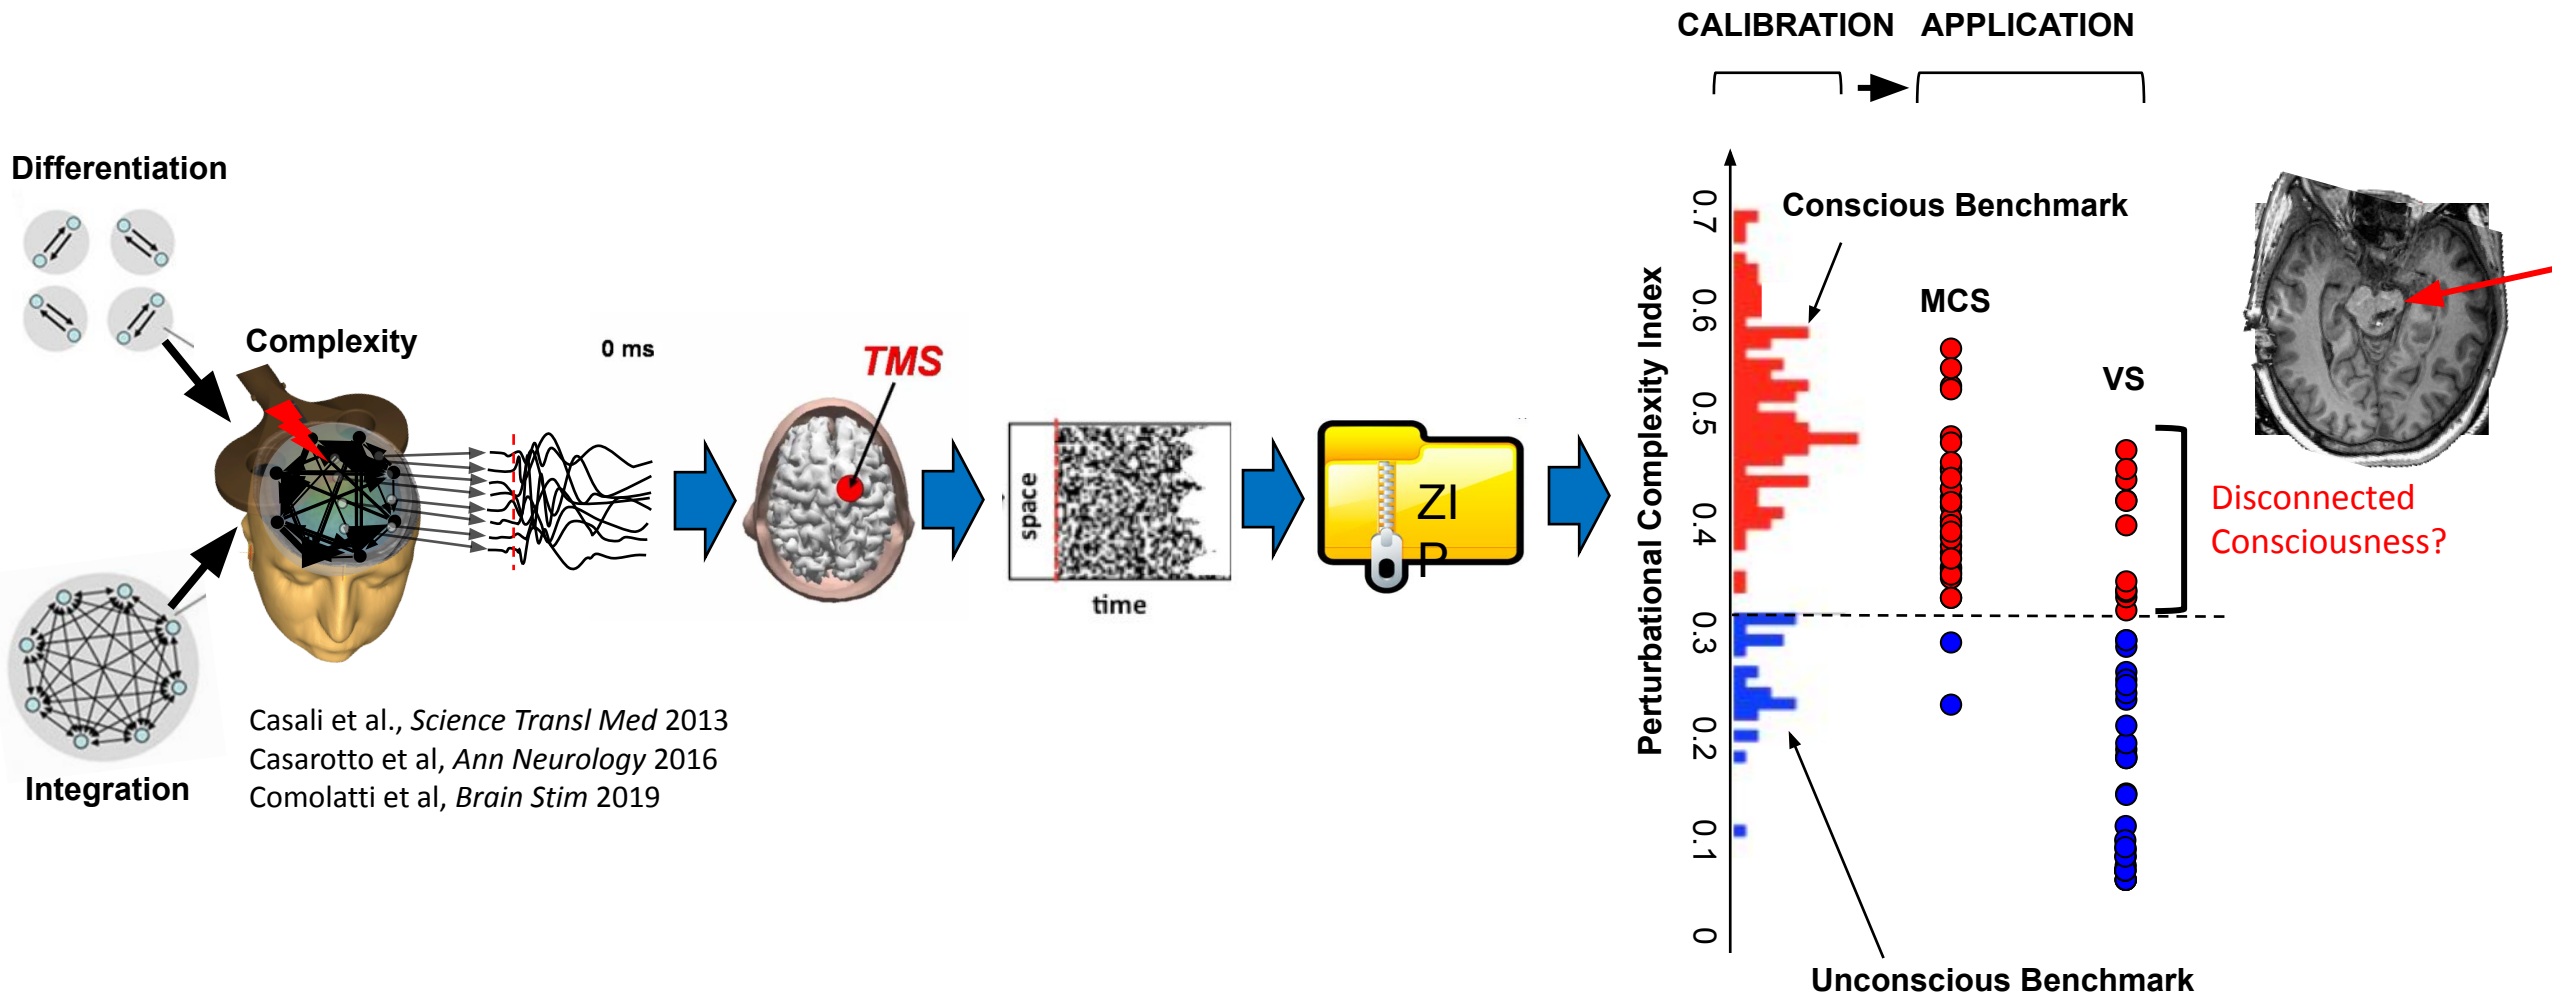 CALIBRATION APPLICATION
Differentiation
Complexity
0 ms
TMS
Integration
Casali et al., Science Transl Med 2013
Casarotto et al, Ann Neurology 2016
Comolatti et al, Brain Stim 2019
space
time
ZI
P
Perturbational Complexity Index
0.7
0.6
0.5
0.4
0.3
0.2
0.1
0
Conscious Benchmark
MCS
VS
Disconnected
Consciousness?
Unconscious Benchmark